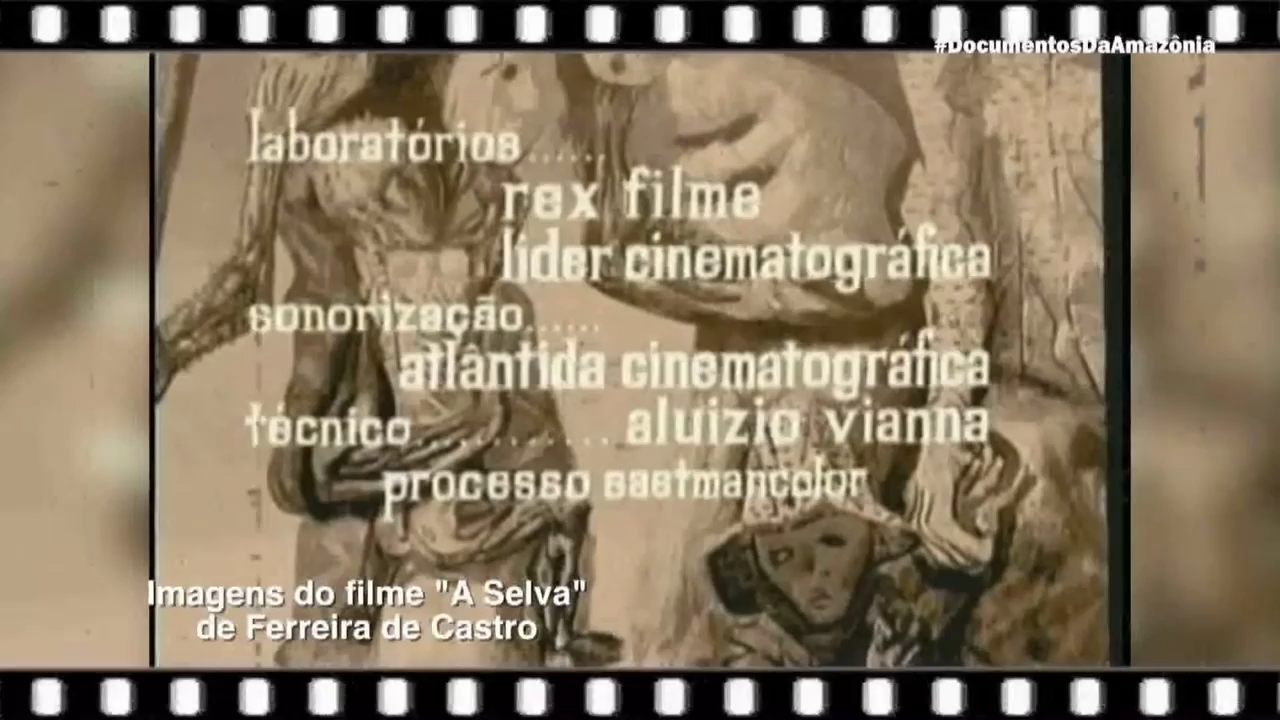 #DocumentosDaAmazônia
laboratórios......
rex filme
líder cinematográfica
sonorização......
atlântida cinematográfica
técnico............aluizio vianna
processo eastmancolor
Imagens do filme "A Selva"
de Ferreira de Castro